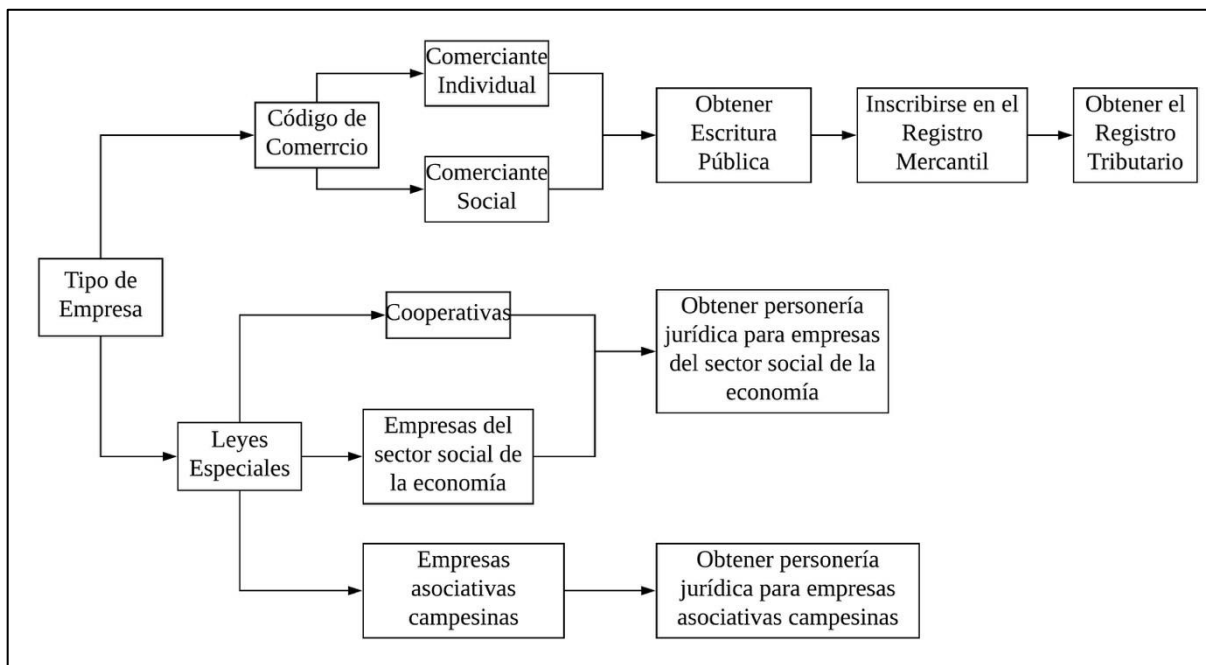 Comerciante
Individual
Código de
Comerrcio
Comerciante
Social
Obtener
Escritura
Pública
Inscribirse en el
Registro
Mercantil
Obtener el
Registro
Tributario
Tipo de
Empresa
Cooperativas
Obtener personería
jurídica para empresas
del sector social de la
economía
Leyes
Especiales
Empresas del
sector social de
la economía
Empresas
asociativas
campesinas
Obtener personería
jurídica para empresas
asociativas campesinas